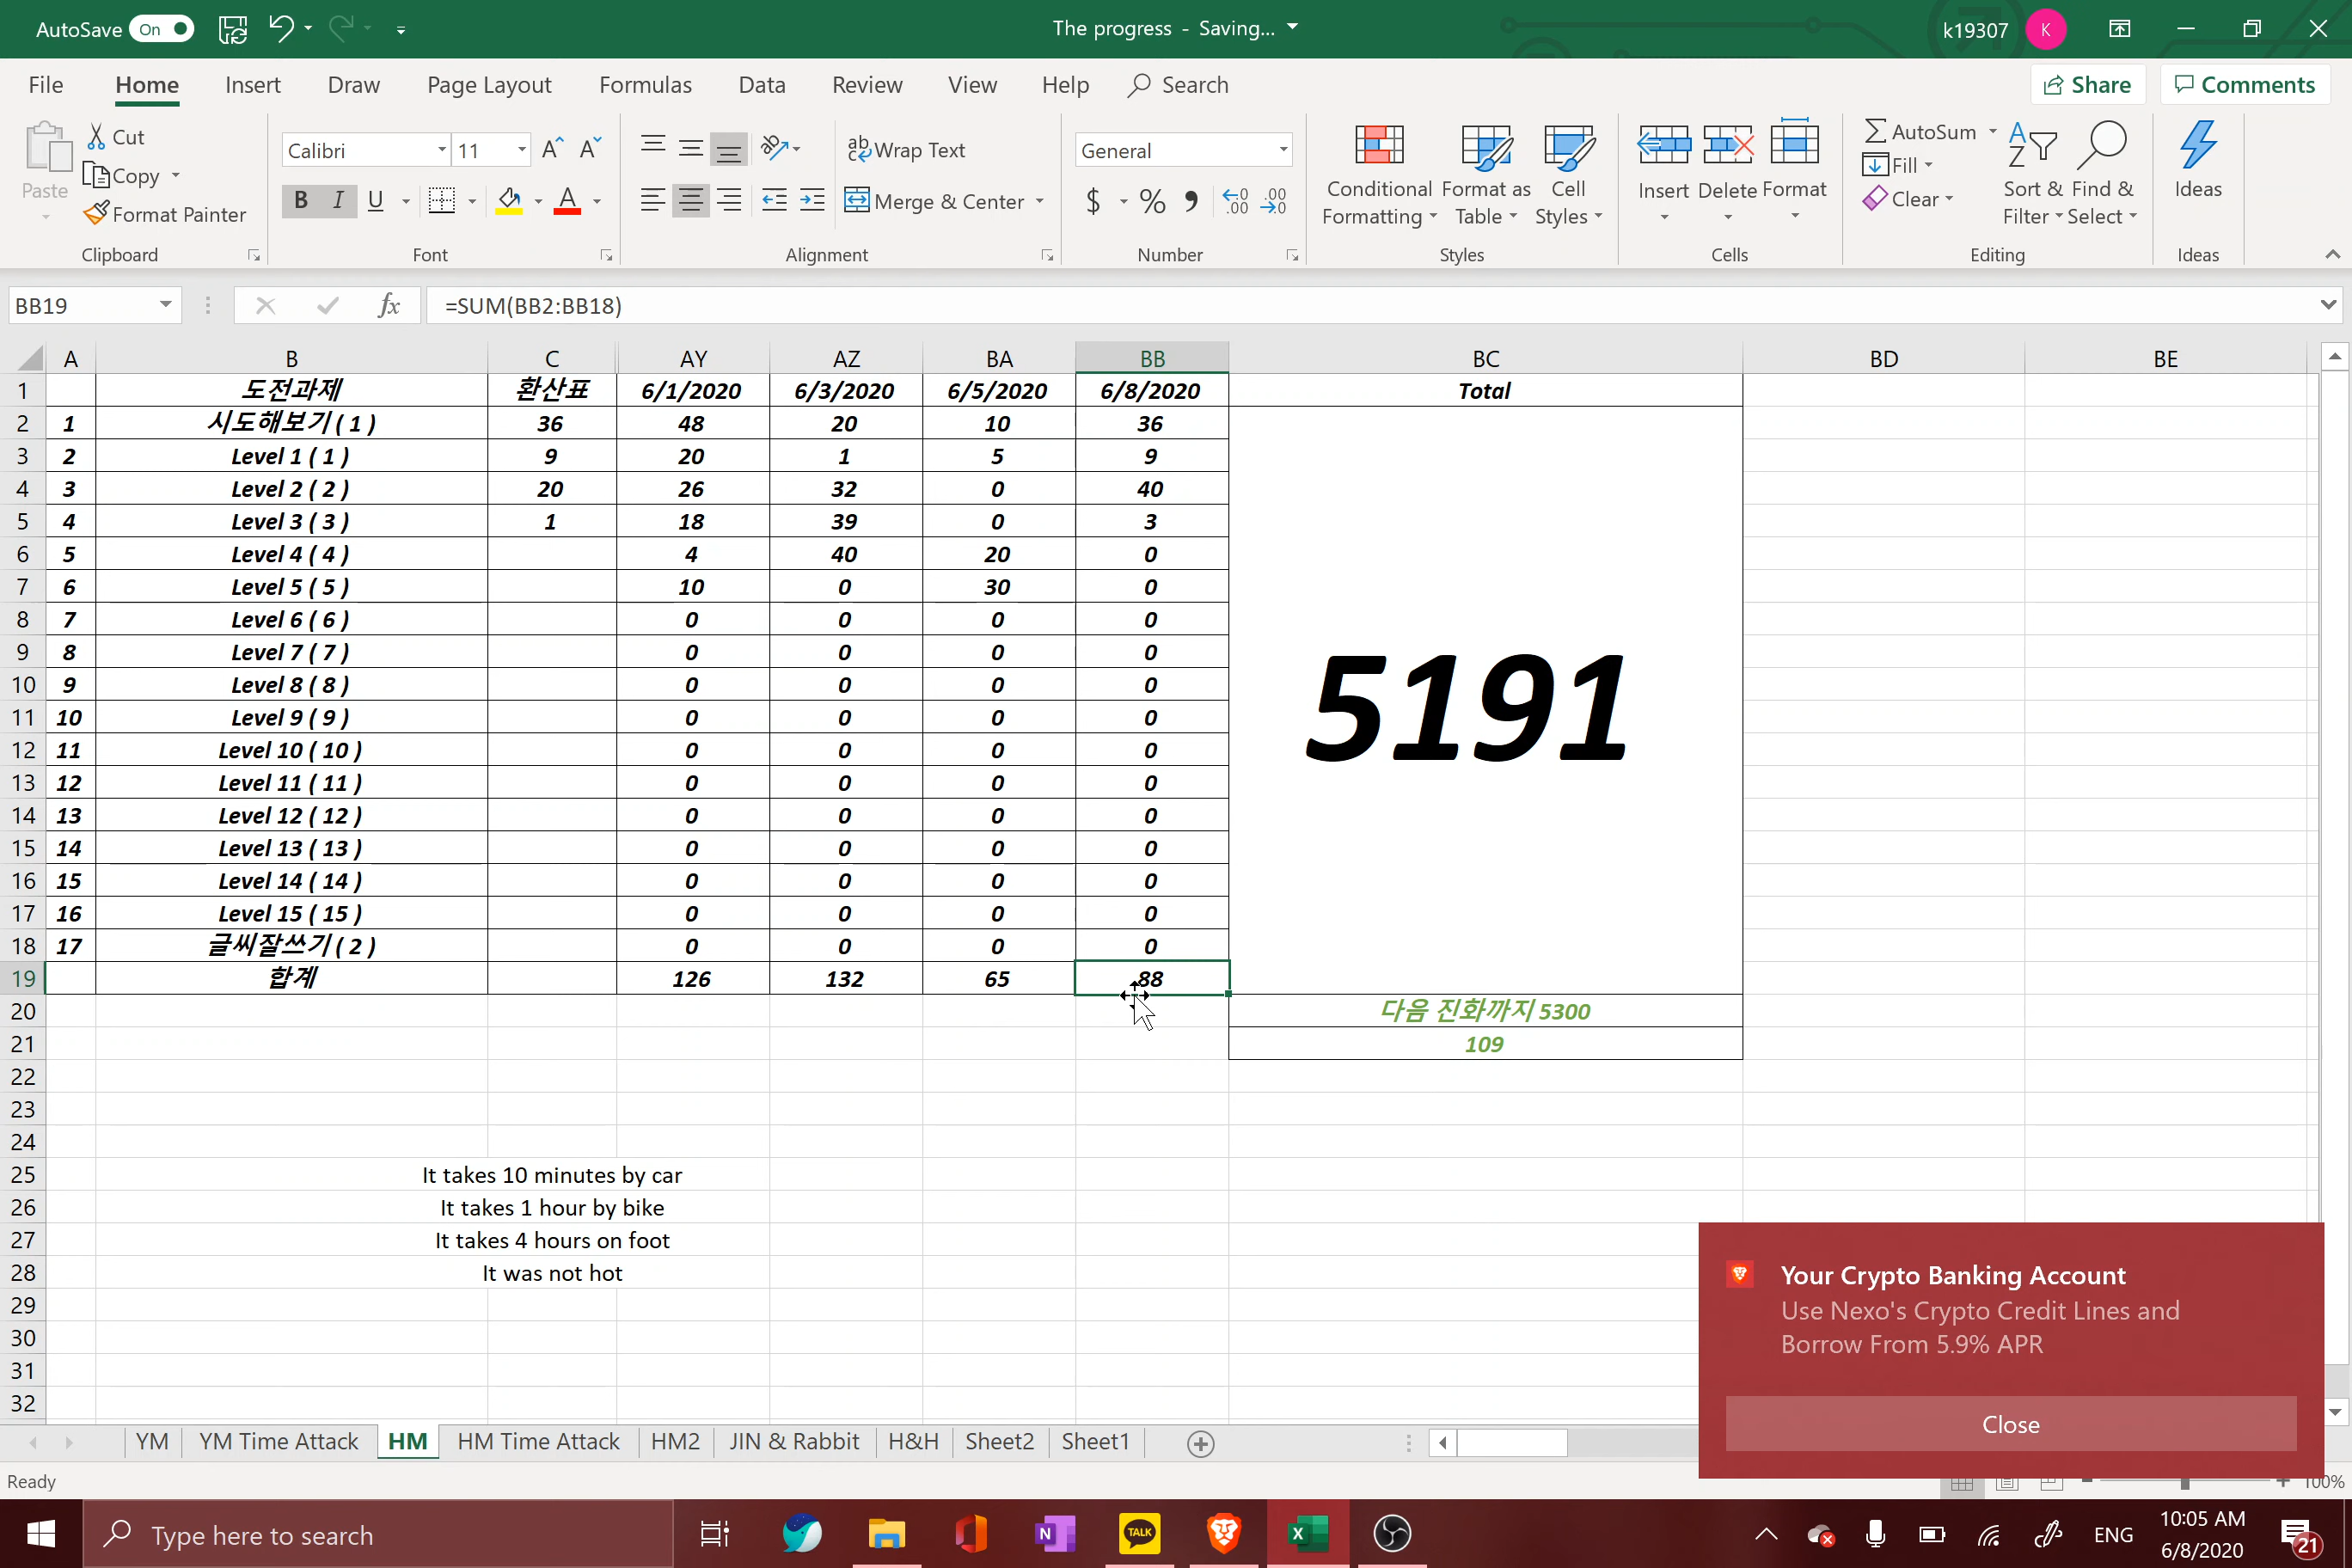 AutoSave On The progress - Saving... k19307 K
File Home Insert Draw Page Layout Formulas Data Review View Help Search Share Comments
Paste Cut Copy Format Painter Clipboard
Calibri 11 B I U Font
Wrap Text Merge & Center Alignment
General $ % Number
Conditional Formatting Format as Table Cell Styles Styles
Insert Delete Format Cells
AutoSum Fill Clear Sort & Filter Find & Select Editing
Ideas Ideas
BB19 fx =SUM(BB2:BB18)
A B C AY AZ BA BB BC BD BE
1 도전과제 환산표 6/1/2020 6/3/2020 6/5/2020 6/8/2020 Total
2 1 시도해보기 ( 1 ) 36 48 20 10 36
3 2 Level 1 ( 1 ) 9 20 1 5 9
4 3 Level 2 ( 2 ) 20 26 32 0 40
5 4 Level 3 ( 3 ) 1 18 39 0 3
6 5 Level 4 ( 4 ) 4 40 20 0
7 6 Level 5 ( 5 ) 10 0 30 0
8 7 Level 6 ( 6 ) 0 0 0 0
9 8 Level 7 ( 7 ) 0 0 0 0
10 9 Level 8 ( 8 ) 0 0 0 0
5191
11 10 Level 9 ( 9 ) 0 0 0 0
12 11 Level 10 ( 10 ) 0 0 0 0
13 12 Level 11 ( 11 ) 0 0 0 0
14 13 Level 12 ( 12 ) 0 0 0 0
15 14 Level 13 ( 13 ) 0 0 0 0
16 15 Level 14 ( 14 ) 0 0 0 0
17 16 Level 15 ( 15 ) 0 0 0 0
18 17 글씨잘쓰기 ( 2 ) 0 0 0 0
19 합계 126 132 65 88
20 다음 진화까지 5300
21 109
22
23
24
25 It takes 10 minutes by car
26 It takes 1 hour by bike
27 It takes 4 hours on foot
28 It was not hot
29
30
31
32
Your Crypto Banking Account
Use Nexo's Crypto Credit Lines and
Borrow From 5.9% APR
Close
YM YM Time Attack HM HM Time Attack HM2 JIN & Rabbit H&H Sheet2 Sheet1
Ready 100%
Type here to search TALK ENG 10:05 AM
6/8/2020 21